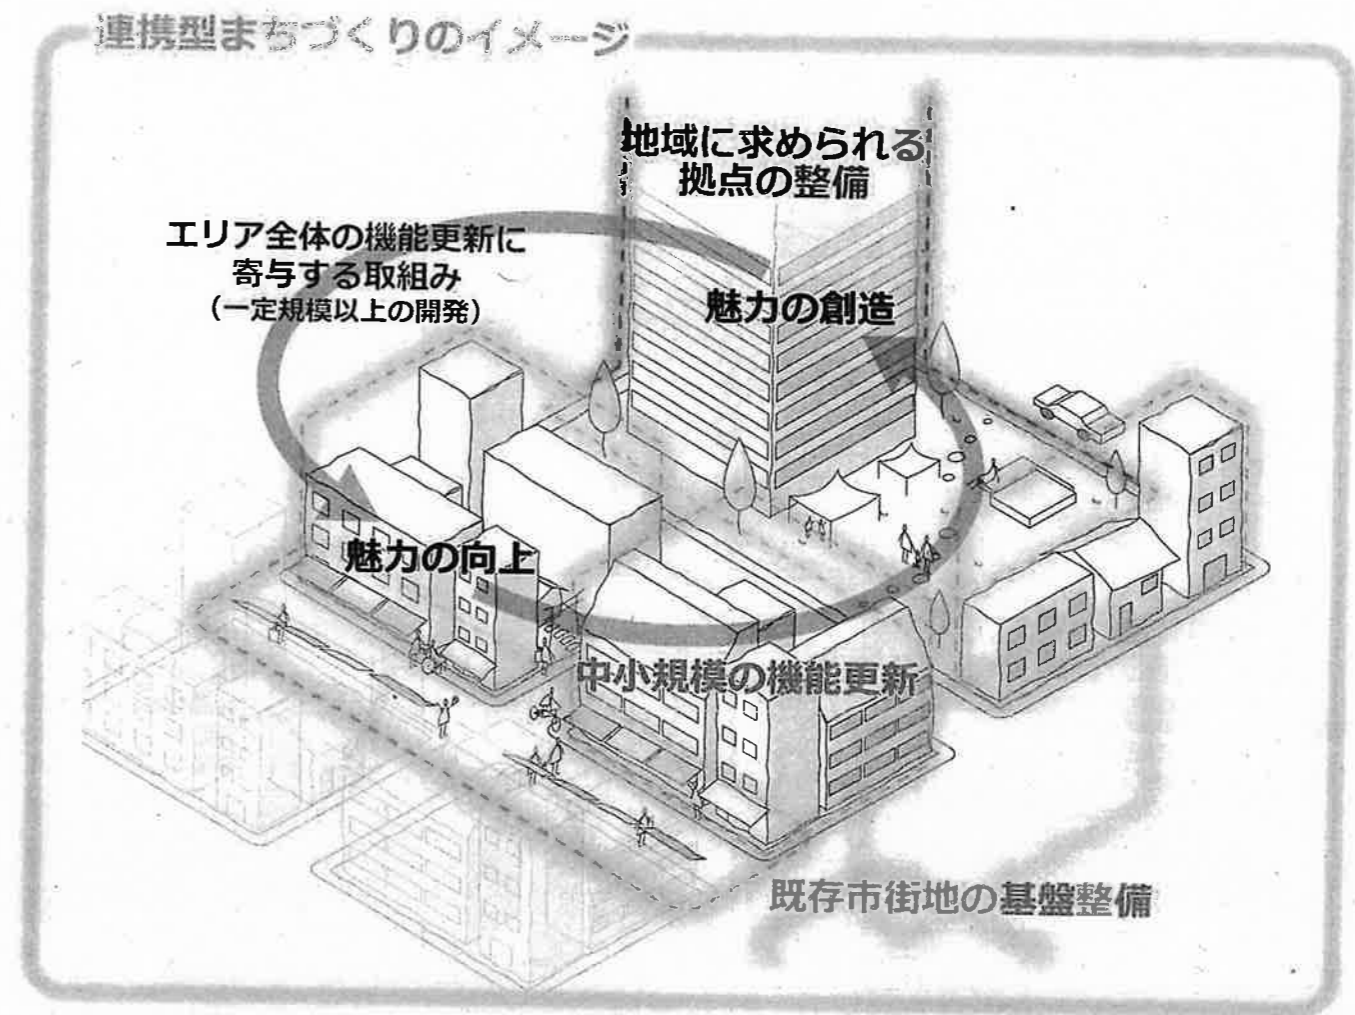 連携型まちづくりのイメージ
地域に求められる
拠点の整備
エリア全体の機能更新に
寄与する取組み
（一定規模以上の開発）
魅力の創造
魅力の向上
中小規模の機能更新
既存市街地の基盤整備